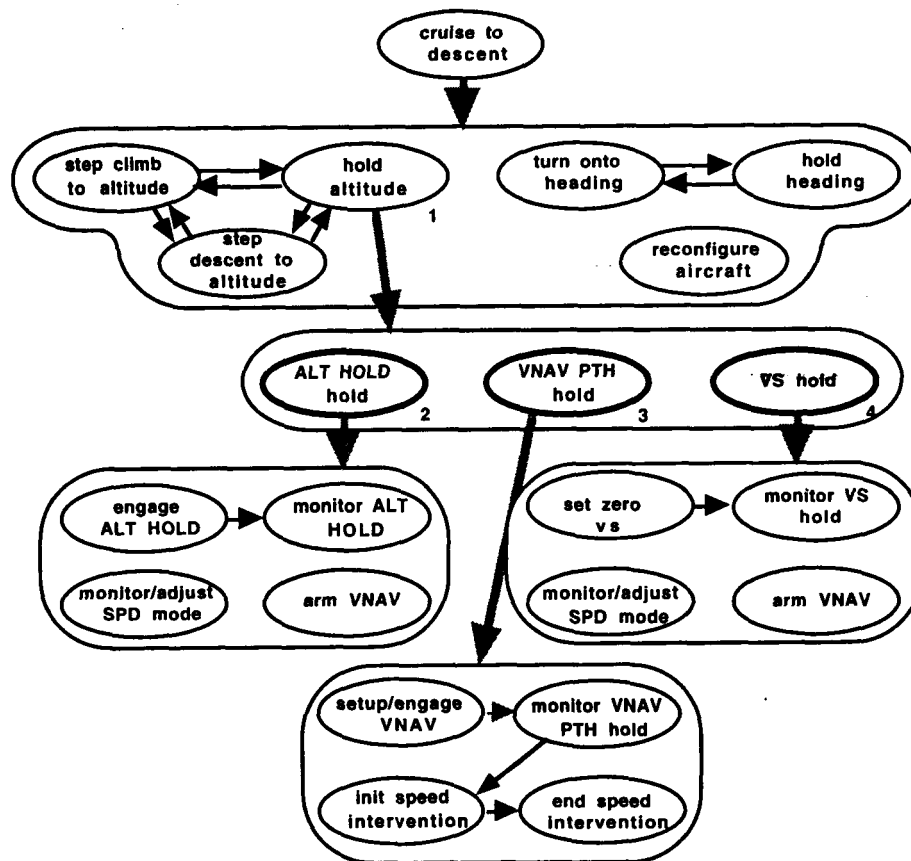 cruise to
descent
step climb
to altitude
hold
altitude
1
step
descent to
altitude
turn onto
heading
hold
heading
reconfigure
aircraft
ALT HOLD
hold
2
VNAV PTH
hold
3
VS hold
4
engage
ALT HOLD
monitor ALT
HOLD
monitor/adjust
SPD mode
arm VNAV
set zero
vs
monitor VS
hold
monitor/adjust
SPD mode
arm VNAV
setup/engage
VNAV
monitor VNAV
PTH hold
init speed
intervention
end speed
intervention